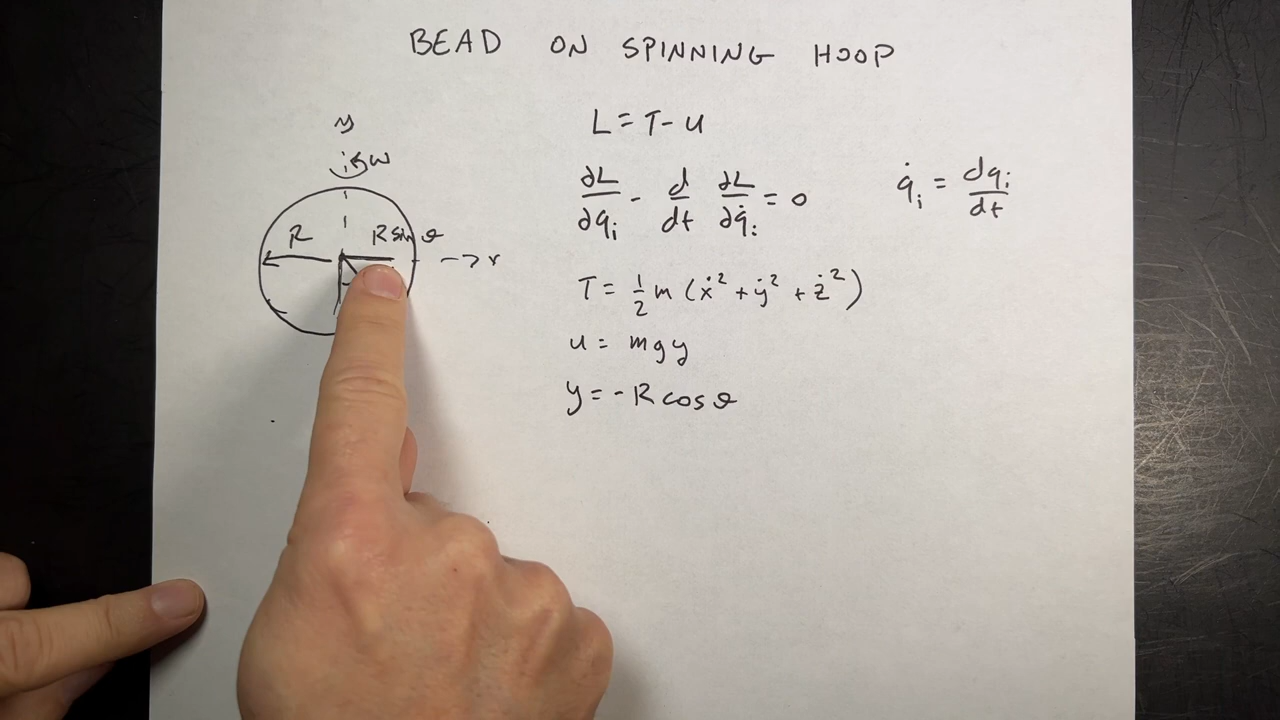 BEAD ON SPINNING HOOP
y
ω
R
R sin θ
-> x
L = T - U
∂L/∂qᵢ - d/dt ∂L/∂q̇ᵢ = 0
q̇ᵢ = dqᵢ/dt
T = 1/2 m (ẋ² + ẏ² + ż²)
U = mgy
y = -R cos θ